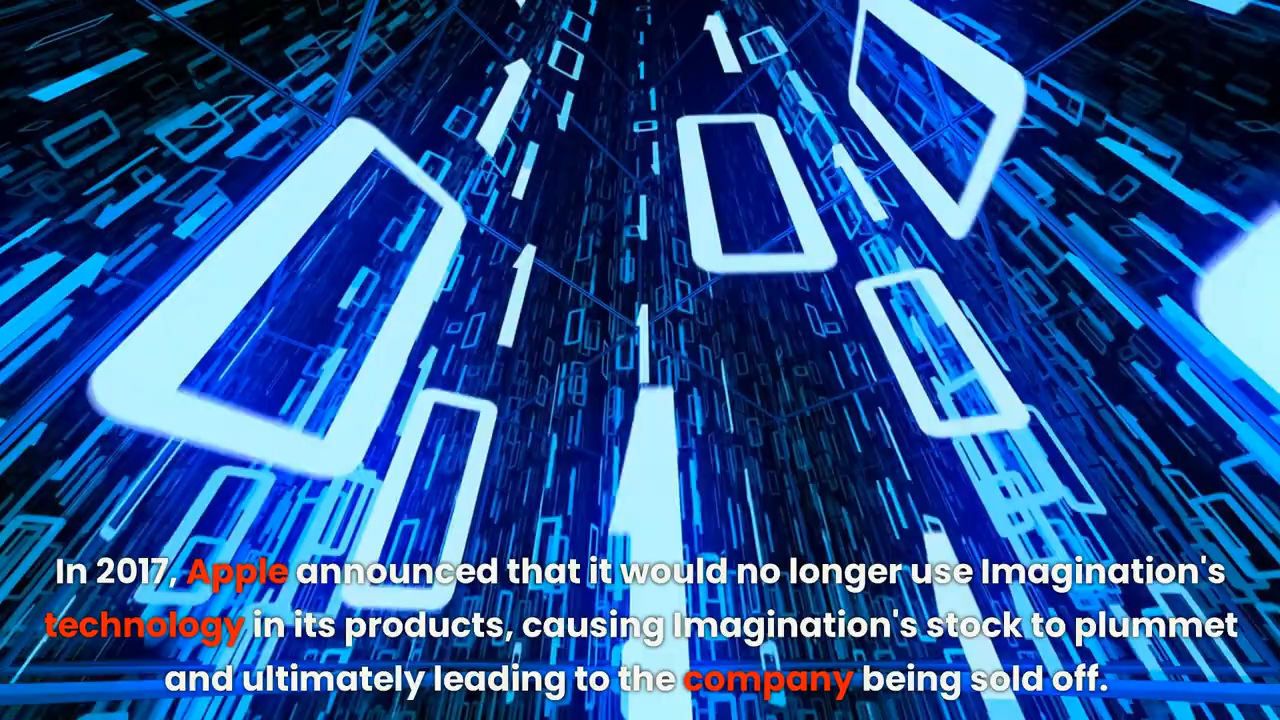 In 2017, Apple announced that it would no longer use Imagination's
technology in its products, causing Imagination's stock to plummet
and ultimately leading to the company being sold off.